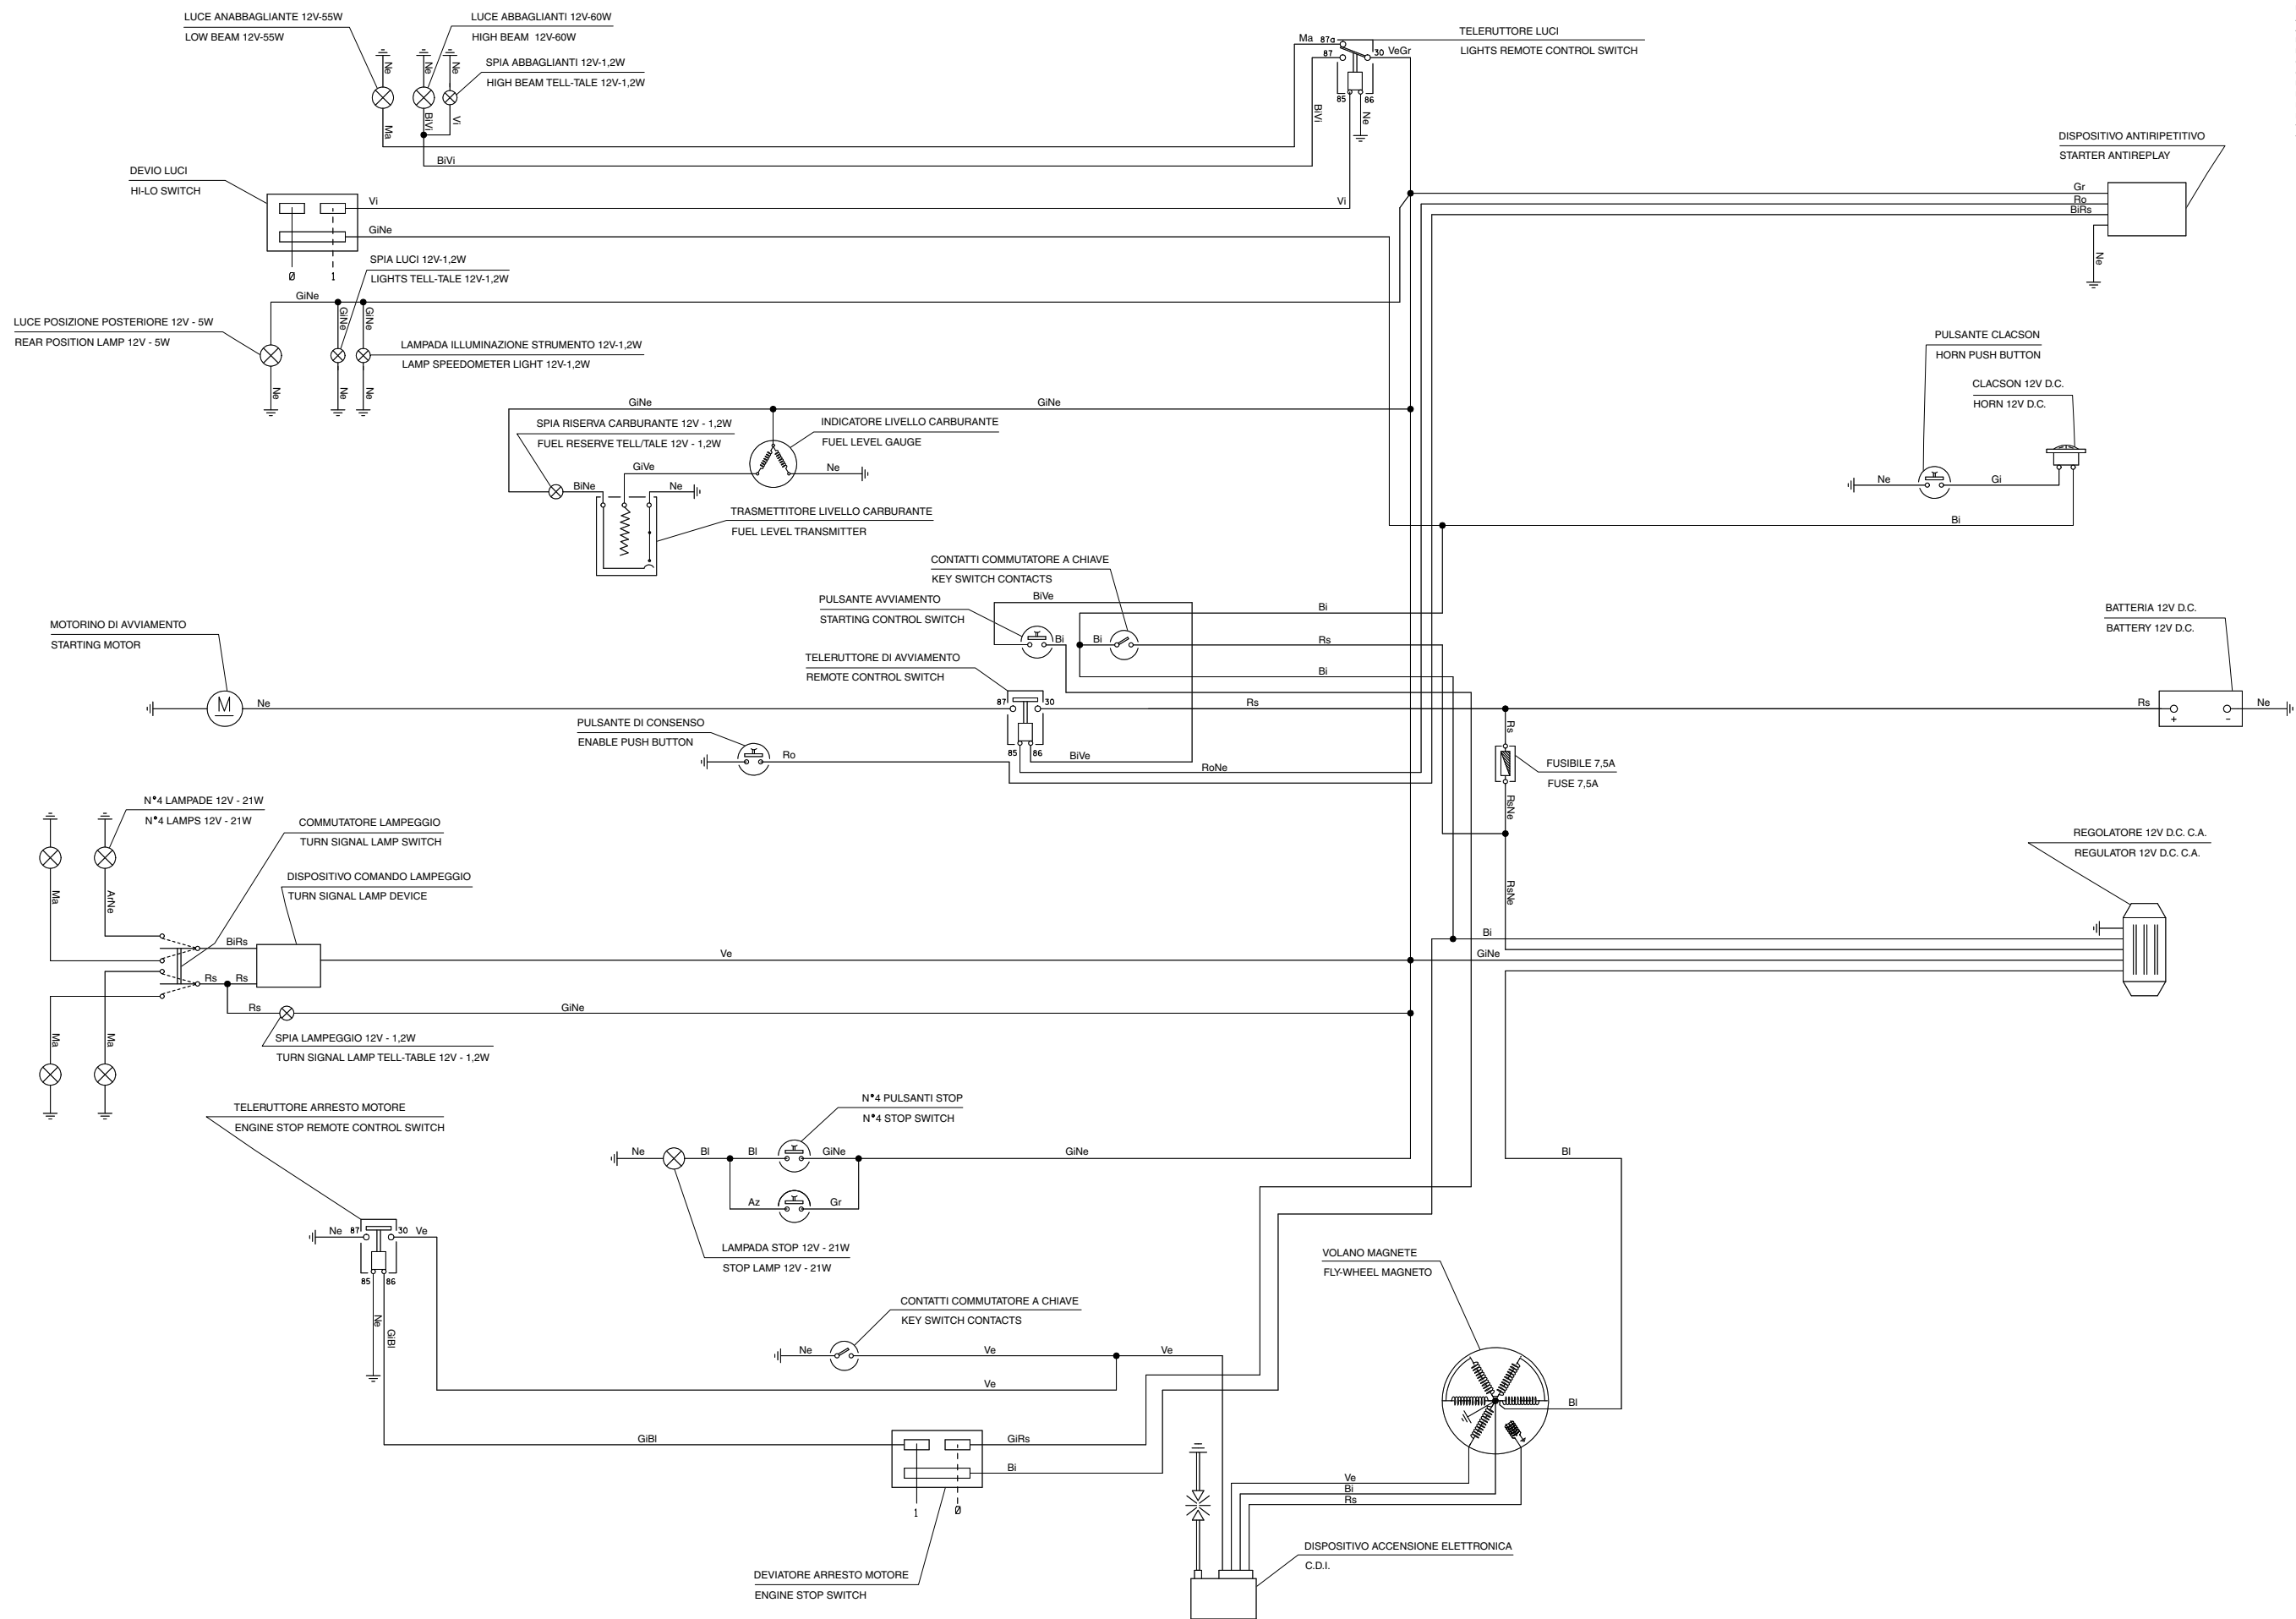 LUCE ANABBAGLIANTE 12V-55W
LOW BEAM 12V-55W
LUCE ABBAGLIANTI 12V-60W
HIGH BEAM 12V-60W
SPIA ABBAGLIANTI 12V-1,2W
HIGH BEAM TELL-TALE 12V-1,2W
Ne
Ne
Ne
Ma
BiVi
Vi
BiVi
TELERUTTORE LUCI
LIGHTS REMOTE CONTROL SWITCH
Ma 87a
87
30 VeGr
85 86
BiVi
Ne
DISPOSITIVO ANTIRIPETITIVO
STARTER ANTIREPLAY
Gr
Ro
BiRs
Ne
DEVIO LUCI
HI-LO SWITCH
Vi
Vi
GiNe
0 1
SPIA LUCI 12V-1,2W
LIGHTS TELL-TALE 12V-1,2W
GiNe
GiNe
GiNe
LUCE POSIZIONE POSTERIORE 12V - 5W
REAR POSITION LAMP 12V - 5W
LAMPADA ILLUMINAZIONE STRUMENTO 12V-1,2W
LAMP SPEEDOMETER LIGHT 12V-1,2W
Ne
Ne
Ne
PULSANTE CLACSON
HORN PUSH BUTTON
CLACSON 12V D.C.
HORN 12V D.C.
Ne
Gi
Bi
GiNe
GiNe
SPIA RISERVA CARBURANTE 12V - 1,2W
FUEL RESERVE TELL/TALE 12V - 1,2W
INDICATORE LIVELLO CARBURANTE
FUEL LEVEL GAUGE
GiVe
Ne
BiNe
Ne
TRASMETTITORE LIVELLO CARBURANTE
FUEL LEVEL TRANSMITTER
CONTATTI COMMUTATORE A CHIAVE
KEY SWITCH CONTACTS
PULSANTE AVVIAMENTO
STARTING CONTROL SWITCH
BiVe
Bi
Bi
Bi
Rs
Bi
BATTERIA 12V D.C.
BATTERY 12V D.C.
Rs
+ -
Ne
MOTORINO DI AVVIAMENTO
STARTING MOTOR
M
Ne
TELERUTTORE DI AVVIAMENTO
REMOTE CONTROL SWITCH
87 30
85 86
Rs
BiVe
RoNe
PULSANTE DI CONSENSO
ENABLE PUSH BUTTON
Ro
Rs
FUSIBILE 7,5A
FUSE 7,5A
RsNe
RsNe
N°4 LAMPADE 12V - 21W
N°4 LAMPS 12V - 21W
COMMUTATORE LAMPEGGIO
TURN SIGNAL LAMP SWITCH
DISPOSITIVO COMANDO LAMPEGGIO
TURN SIGNAL LAMP DEVICE
Ma
ArNe
BiRs
Rs
Rs
Ve
Rs
GiNe
Ma
Ma
SPIA LAMPEGGIO 12V - 1,2W
TURN SIGNAL LAMP TELL-TABLE 12V - 1,2W
REGOLATORE 12V D.C. C.A.
REGULATOR 12V D.C. C.A.
Bi
GiNe
TELERUTTORE ARRESTO MOTORE
ENGINE STOP REMOTE CONTROL SWITCH
Ne 87
30 Ve
85 86
Ne
GiBl
N°4 PULSANTI STOP
N°4 STOP SWITCH
Ne
Bl
Bl
GiNe
GiNe
Az
Gr
Bl
LAMPADA STOP 12V - 21W
STOP LAMP 12V - 21W
VOLANO MAGNETE
FLY-WHEEL MAGNETO
Bl
CONTATTI COMMUTATORE A CHIAVE
KEY SWITCH CONTACTS
Ne
Ve
Ve
Ve
GiBl
GiRs
Bi
1 0
Ve
Bi
Rs
DEVIATORE ARRESTO MOTORE
ENGINE STOP SWITCH
DISPOSITIVO ACCENSIONE ELETTRONICA
C.D.I.